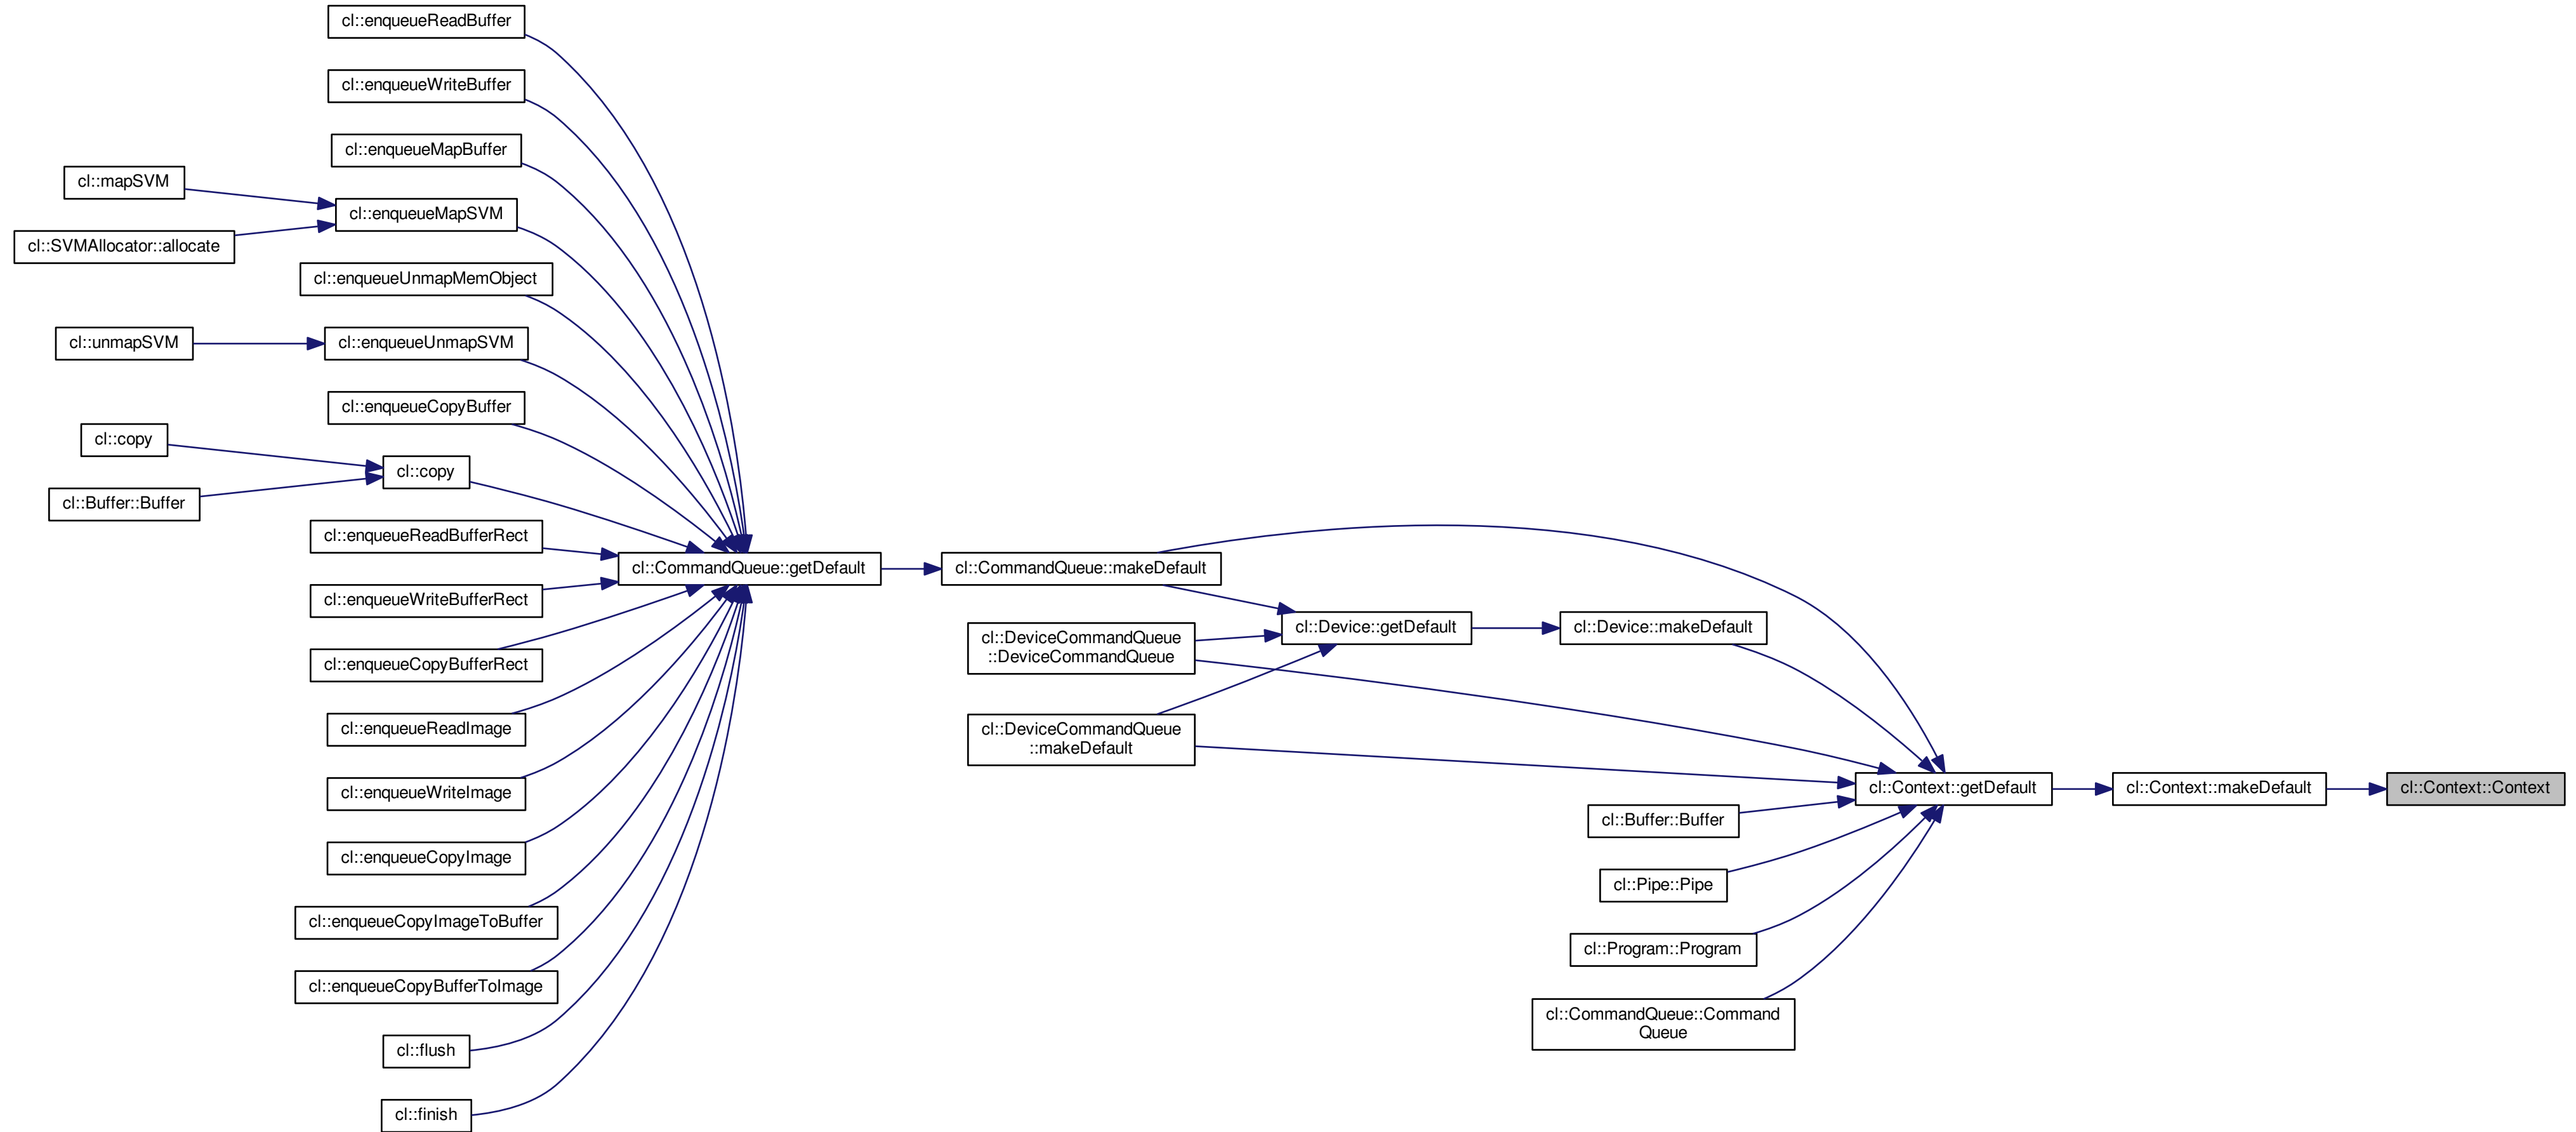 cl::enqueueReadBuffer
cl::enqueueWriteBuffer
cl::enqueueMapBuffer
cl::mapSVM
cl::enqueueMapSVM
cl::SVMAllocator::allocate
cl::enqueueUnmapMemObject
cl::unmapSVM
cl::enqueueUnmapSVM
cl::enqueueCopyBuffer
cl::copy
cl::copy
cl::Buffer::Buffer
cl::enqueueReadBufferRect
cl::CommandQueue::getDefault
cl::CommandQueue::makeDefault
cl::enqueueWriteBufferRect
cl::Device::getDefault
cl::Device::makeDefault
cl::DeviceCommandQueue
::DeviceCommandQueue
cl::enqueueCopyBufferRect
cl::enqueueReadImage
cl::DeviceCommandQueue
::makeDefault
cl::enqueueWriteImage
cl::Context::getDefault
cl::Context::makeDefault
cl::Context::Context
cl::Buffer::Buffer
cl::enqueueCopyImage
cl::Pipe::Pipe
cl::enqueueCopyImageToBuffer
cl::Program::Program
cl::enqueueCopyBufferToImage
cl::CommandQueue::Command
Queue
cl::flush
cl::finish